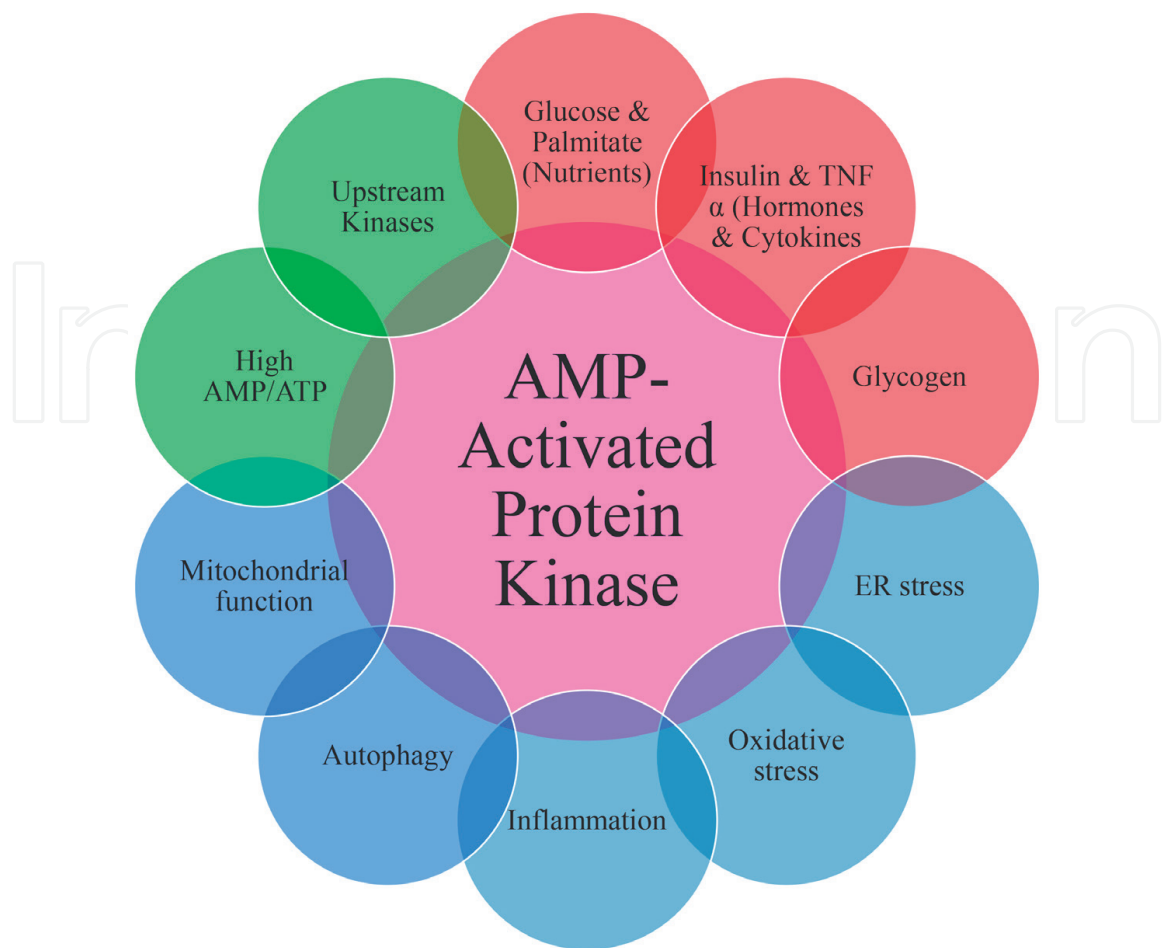 Glucose &
Palmitate
(Nutrients)
Insulin & TNF
α (Hormones
& Cytokines
Glycogen
ER stress
Oxidative
stress
Inflammation
Autophagy
Mitochondrial
function
High
AMP/ATP
Upstream
Kinases
AMP-
Activated
Protein
Kinase